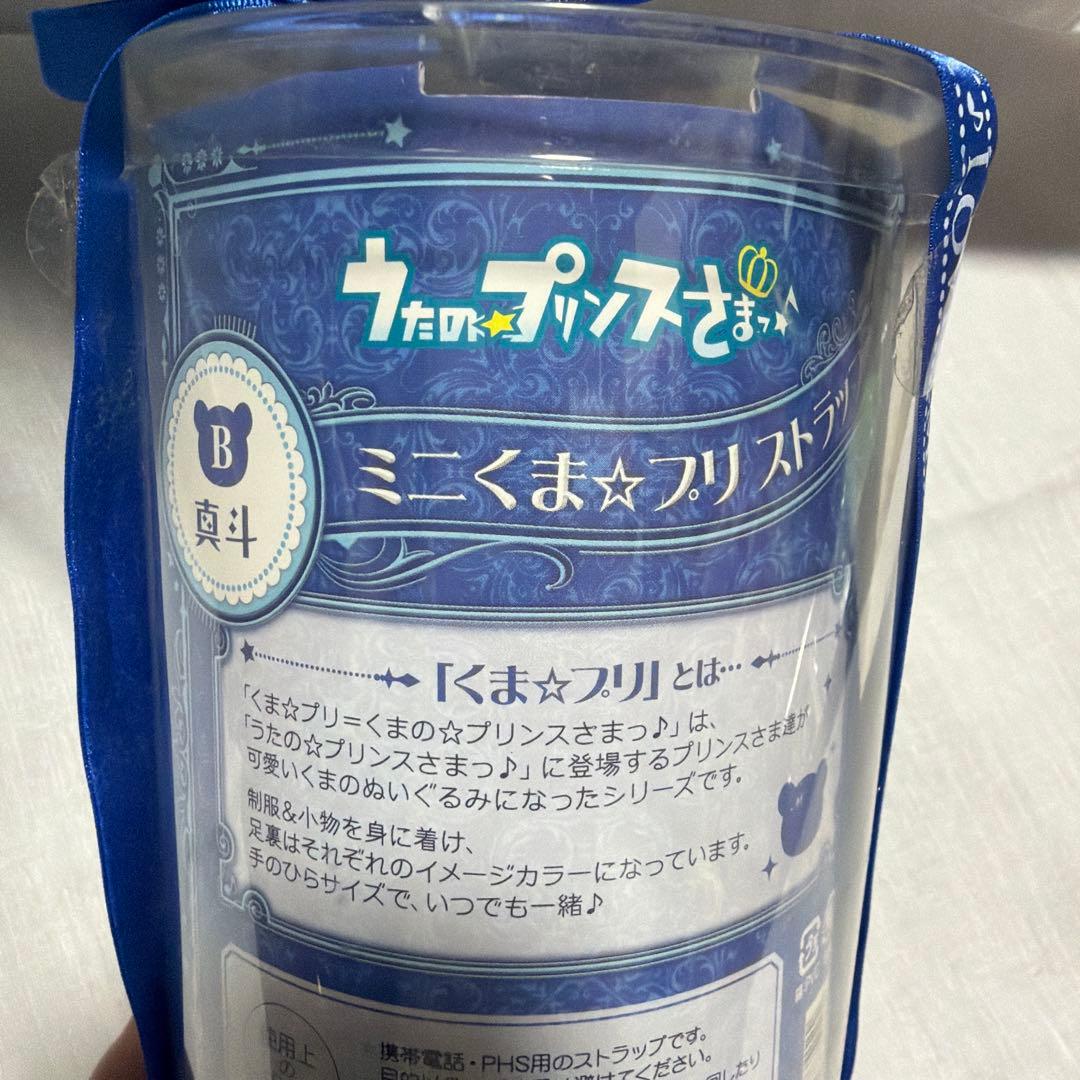 うたの☆プリンスさまっ♪
ミニくま☆プリ ストラップ
B
真斗
「くま☆プリ」とは…
「くま☆プリ=くまの☆プリンスさまっ♪」は、
「うたの☆プリンスさまっ♪」に登場するプリンスさま達が
可愛いくまのぬいぐるみになったシリーズです。
制服&小物を身に着け、
足裏はそれぞれのイメージカラーになっています。
手のひらサイズで、いつでも一緒♪
使用上
の
携帯電話・PHS用のストラップです。